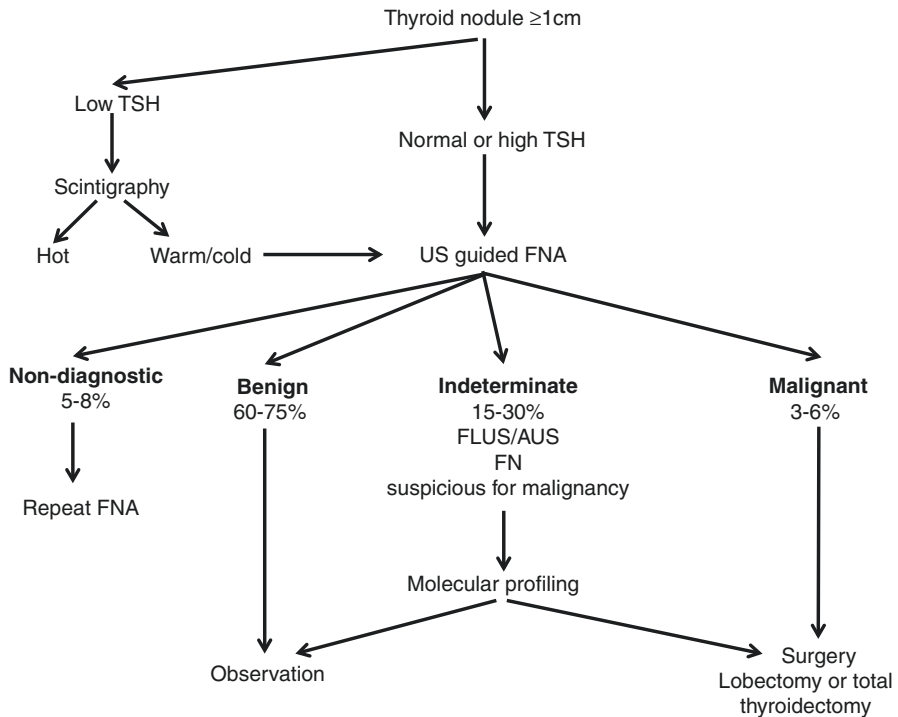 Thyroid nodule ≥1cm
Low TSH
Normal or high TSH
Scintigraphy
Hot
Warm/cold
US guided FNA
Non-diagnostic
5-8%
Benign
60-75%
Indeterminate
15-30%
FLUS/AUS
FN
suspicious for malignancy
Malignant
3-6%
Repeat FNA
Molecular profiling
Observation
Surgery
Lobectomy or total
thyroidectomy